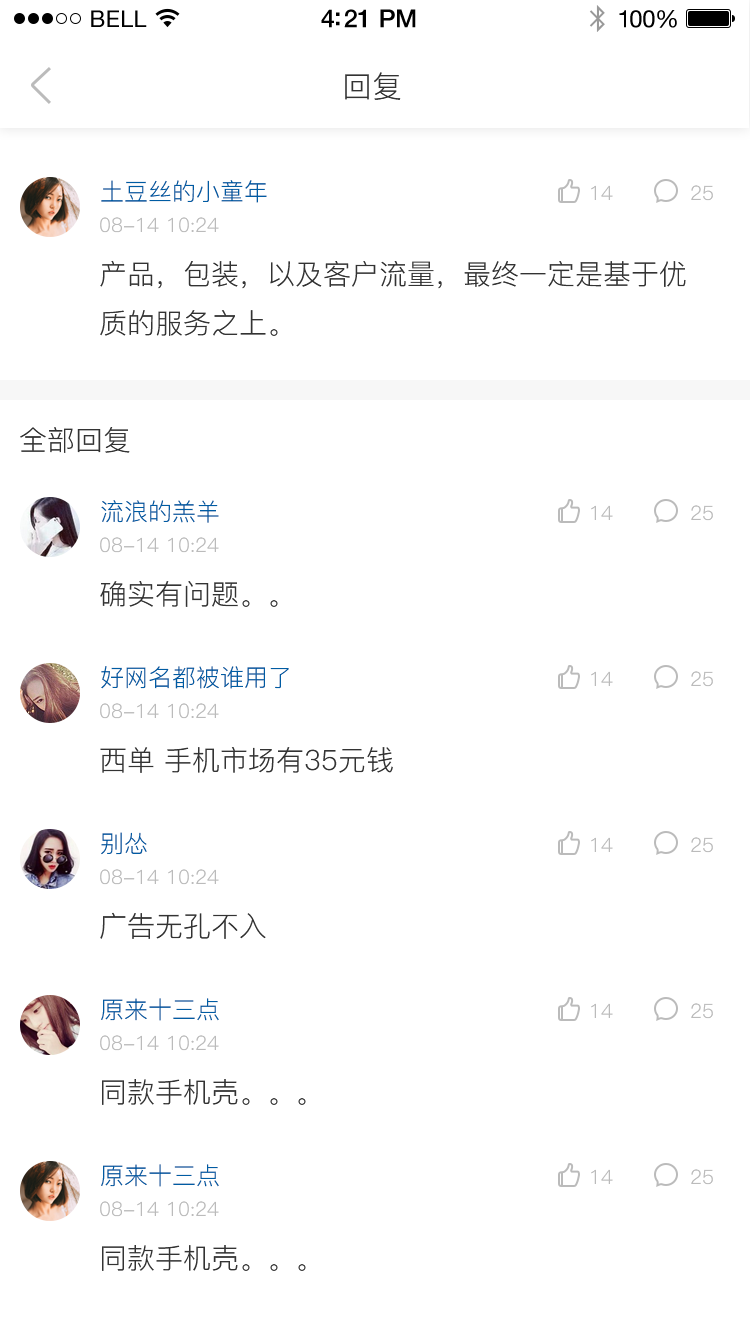 BELL 4:21 PM 100%
回复
土豆丝的小童年 14 25
08-14 10:24
产品，包装，以及客户流量，最终一定是基于优
质的服务之上。
全部回复
流浪的羔羊 14 25
08-14 10:24
确实有问题。。
好网名都被谁用了 14 25
08-14 10:24
西单 手机市场有35元钱
别怂 14 25
08-14 10:24
广告无孔不入
原来十三点 14 25
08-14 10:24
同款手机壳。。。
原来十三点 14 25
08-14 10:24
同款手机壳。。。